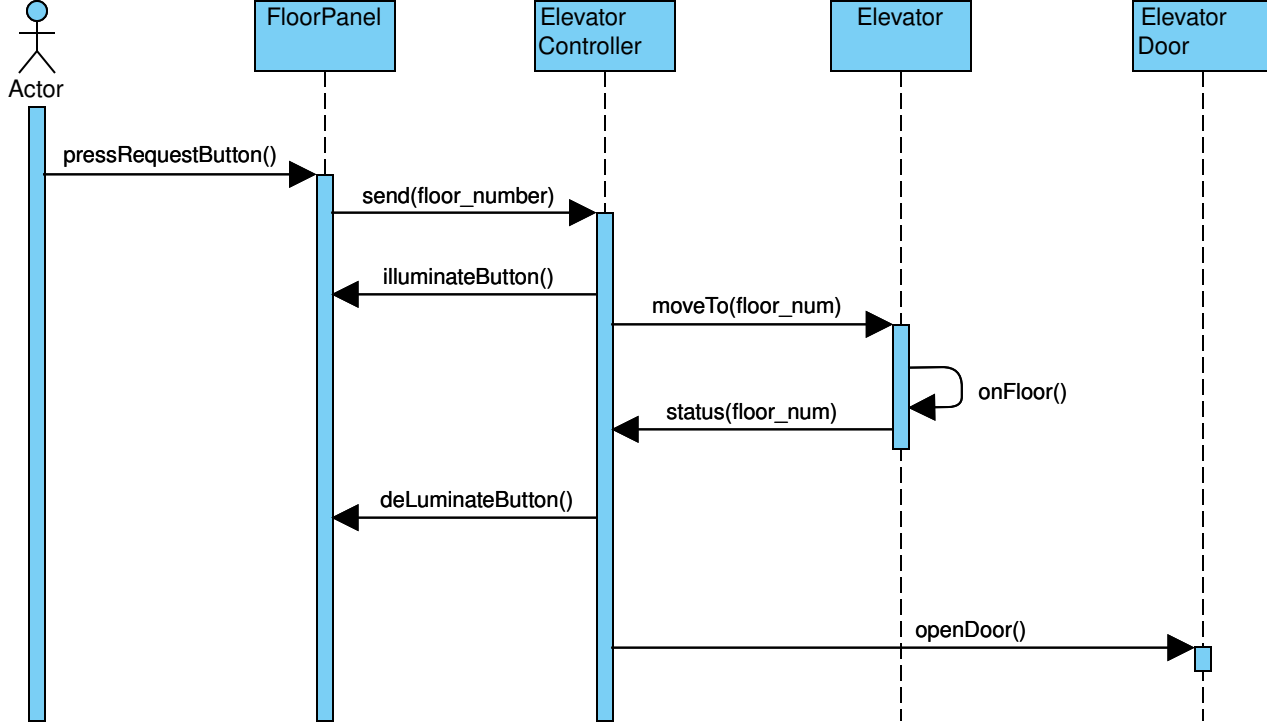 FloorPanel
Elevator
Controller
Elevator
Elevator
Door
Actor
pressRequestButton()
send(floor_number)
illuminateButton()
moveTo(floor_num)
onFloor()
status(floor_num)
deLuminateButton()
openDoor()